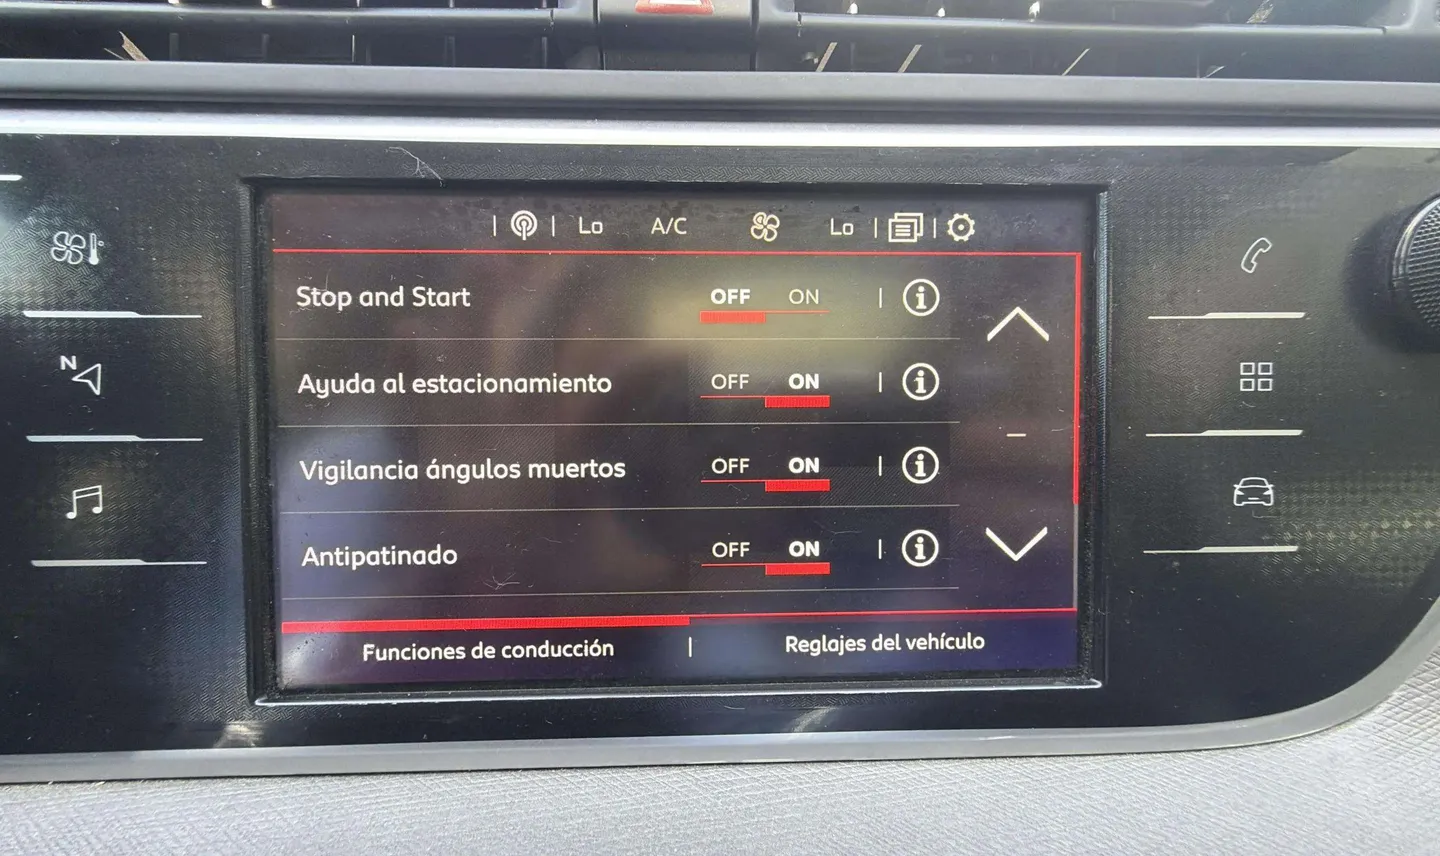 Lo A/C Lo
Stop and Start OFF ON
Ayuda al estacionamiento OFF ON
Vigilancia ángulos muertos OFF ON
Antipatinado OFF ON
Funciones de conducción Reglajes del vehículo
N